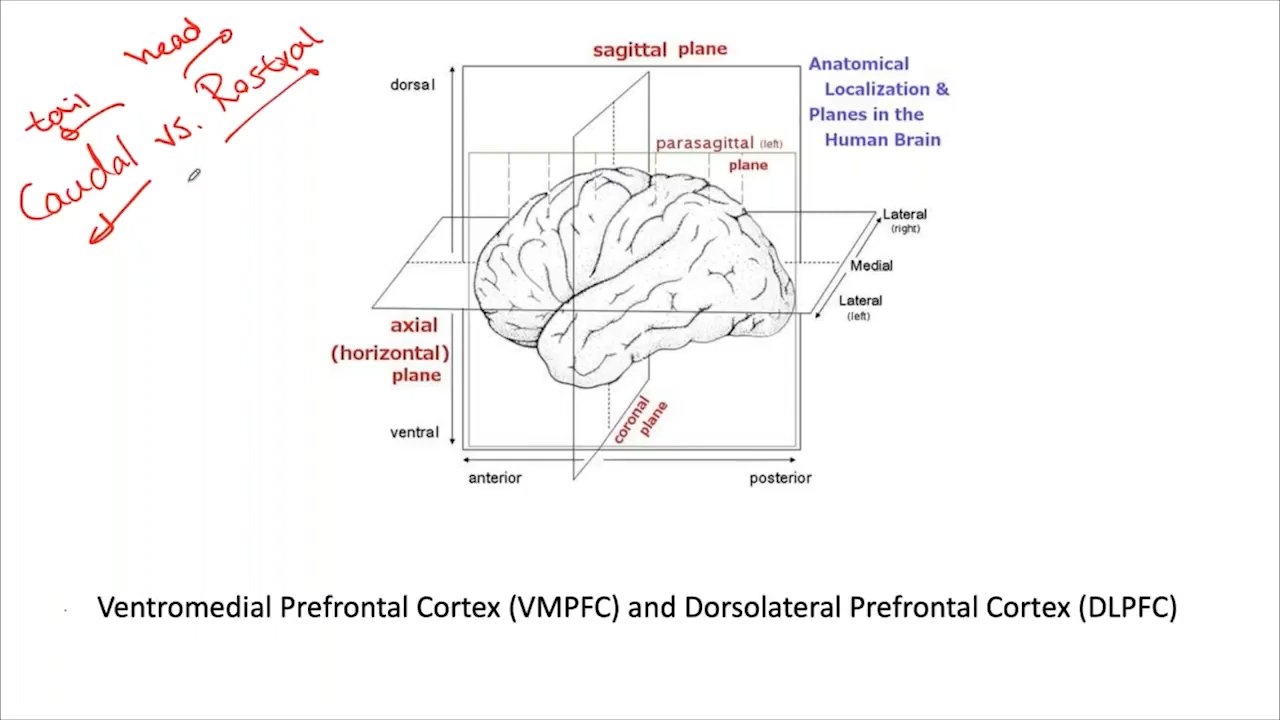 head
tail
Caudal vs. Rostral
sagittal plane
dorsal
Anatomical
Localization &
Planes in the
Human Brain
parasagittal (left)
plane
Lateral
(right)
Medial
Lateral
(left)
axial
(horizontal)
plane
coronal
plane
ventral
anterior
posterior
Ventromedial Prefrontal Cortex (VMPFC) and Dorsolateral Prefrontal Cortex (DLPFC)